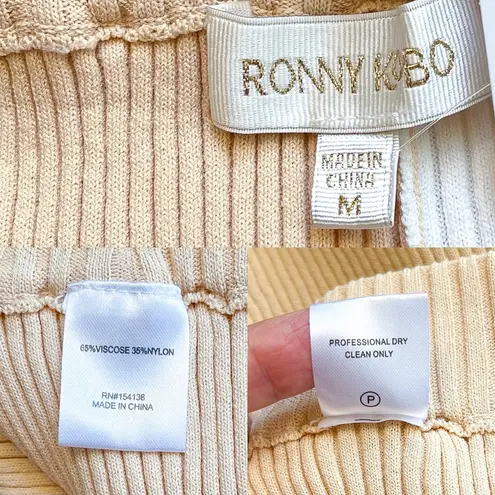 RONNY KOBO
MADE IN
CHINA
M
65%VISCOSE 35%NYLON
RN#154138
MADE IN CHINA
PROFESSIONAL DRY
CLEAN ONLY
P